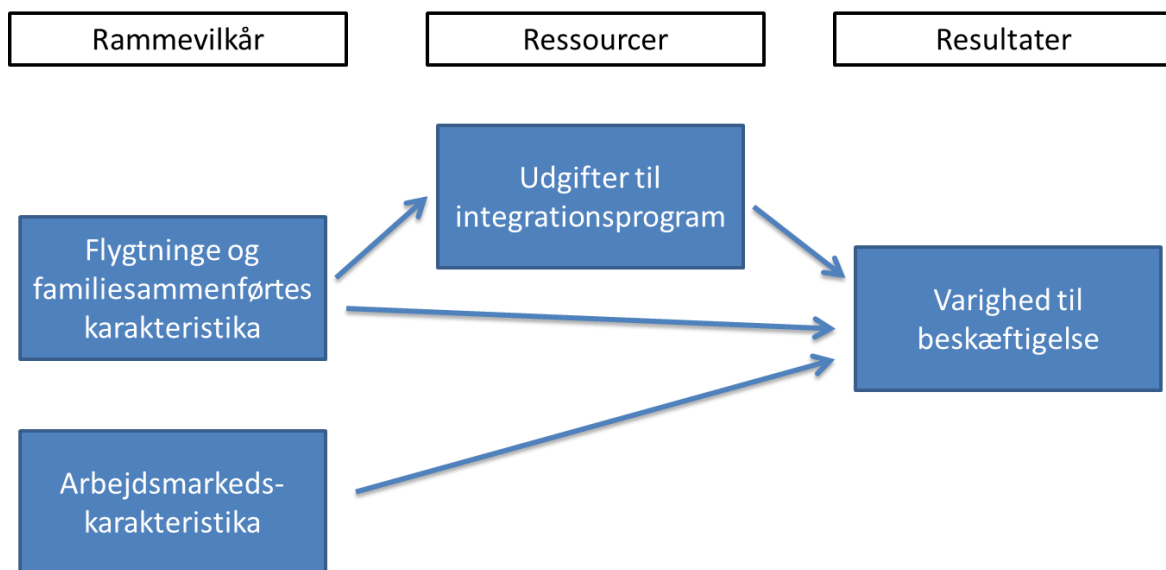 Rammevilkår
Ressourcer
Resultater
Udgifter til
integrationsprogram
Flygtninge og
familiesammenførtes
karakteristika
Varighed til
beskæftigelse
Arbejdsmarkeds-
karakteristika